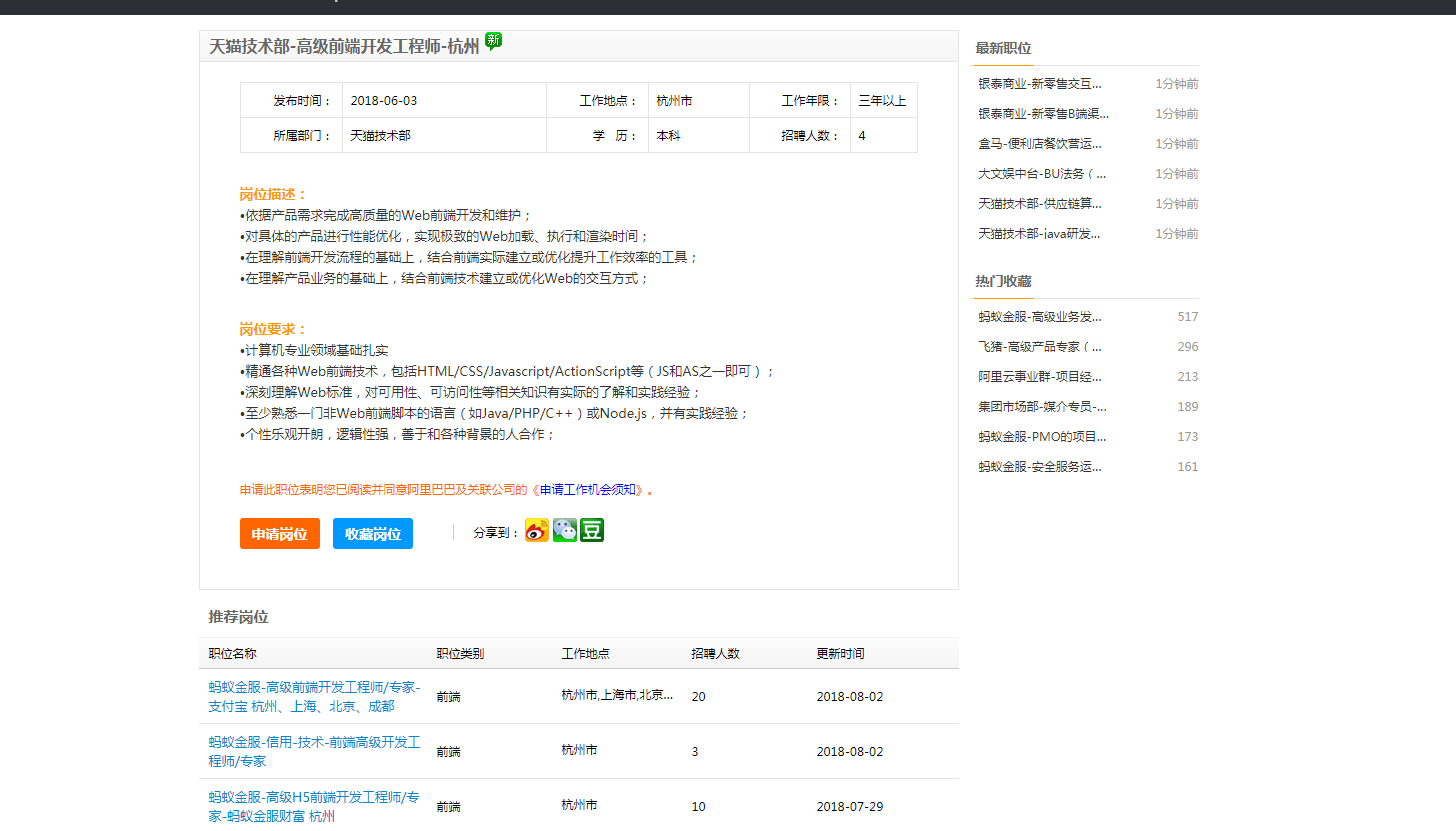 天猫技术部-高级前端开发工程师-杭州 新
发布时间： 2018-06-03 工作地点： 杭州市 工作年限： 三年以上
所属部门： 天猫技术部 学 历： 本科 招聘人数： 4
岗位描述：
•依据产品需求完成高质量的Web前端开发和维护；
•对具体的产品进行性能优化，实现极致的Web加载、执行和渲染时间；
•在理解前端开发流程的基础上，结合前端实际建立或优化提升工作效率的工具；
•在理解产品业务的基础上，结合前端技术建立或优化Web的交互方式；
岗位要求：
•计算机专业领域基础扎实
•精通各种Web前端技术，包括HTML/CSS/Javascript/ActionScript等（JS和AS之一即可）；
•深刻理解Web标准，对可用性、可访问性等相关知识有实际的了解和实践经验；
•至少熟悉一门非Web前端脚本的语言（如Java/PHP/C++）或Node.js，并有实践经验；
•个性乐观开朗，逻辑性强，善于和各种背景的人合作；
申请此职位表明您已阅读并同意阿里巴巴及关联公司的《申请工作机会须知》。
申请岗位 收藏岗位 分享到： 豆
推荐岗位
职位名称 职位类别 工作地点 招聘人数 更新时间
蚂蚁金服-高级前端开发工程师/专家-
支付宝 杭州、上海、北京、成都
前端 杭州市,上海市,北京... 20 2018-08-02
蚂蚁金服-信用-技术-前端高级开发工
程师/专家
前端 杭州市 3 2018-08-02
蚂蚁金服-高级H5前端开发工程师/专
家-蚂蚁金服财富 杭州
前端 杭州市 10 2018-07-29
最新职位
银泰商业-新零售交互... 1分钟前
银泰商业-新零售B端渠... 1分钟前
盒马-便利店餐饮营运... 1分钟前
大文娱中台-BU法务（... 1分钟前
天猫技术部-供应链算... 1分钟前
天猫技术部-java研发... 1分钟前
热门收藏
蚂蚁金服-高级业务发... 517
飞猪-高级产品专家（... 296
阿里云事业群-项目经... 213
集团市场部-媒介专员-... 189
蚂蚁金服-PMO的项目... 173
蚂蚁金服-安全服务运... 161